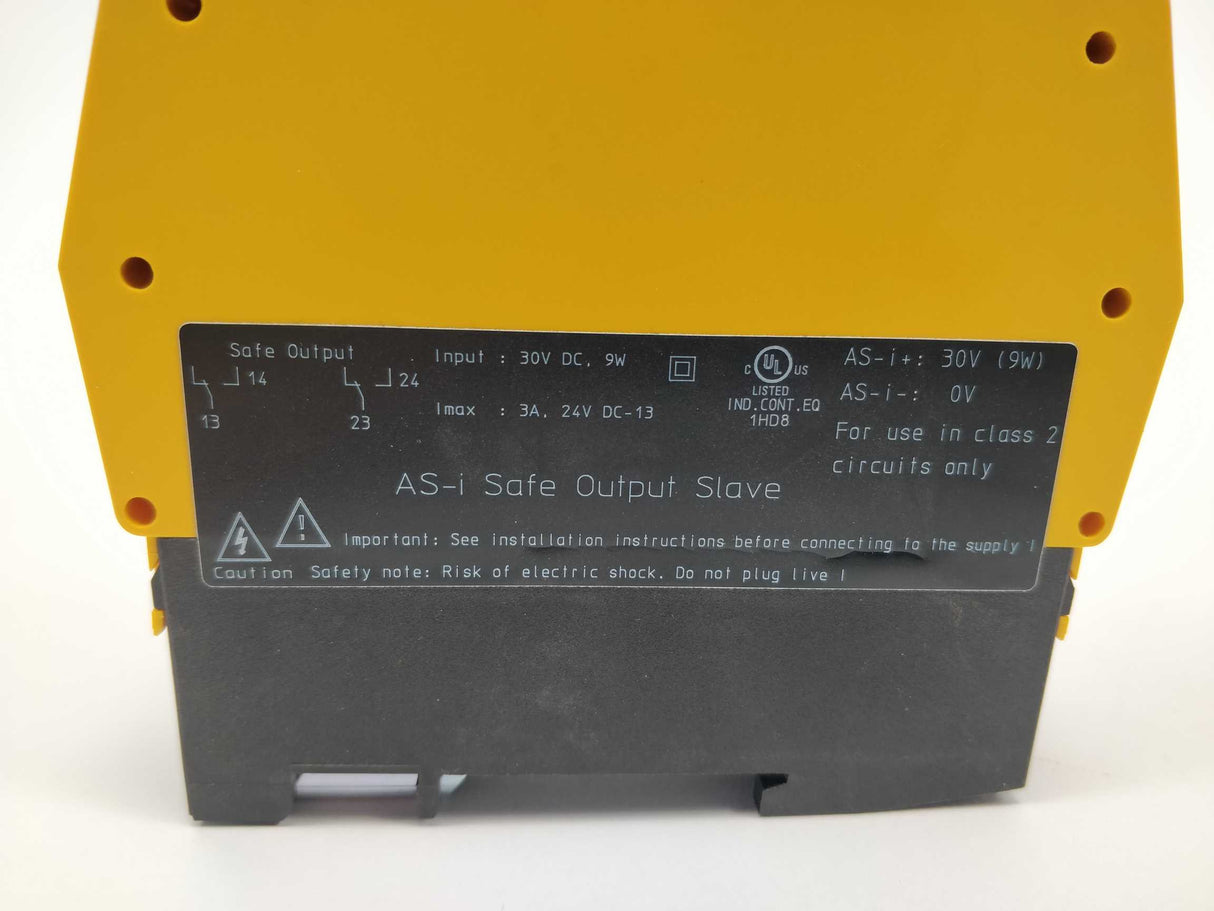 Safe Output
14
24
13
23
Input : 30V DC, 9W
Imax : 3A, 24V DC-13
C UL US
LISTED
IND.CONT.EQ
1HD8
AS-i+: 30V (9W)
AS-i-: 0V
For use in class 2
circuits only
AS-i Safe Output Slave
Important: See installation instructions before connecting to the supply !
Caution Safety note: Risk of electric shock. Do not plug live !